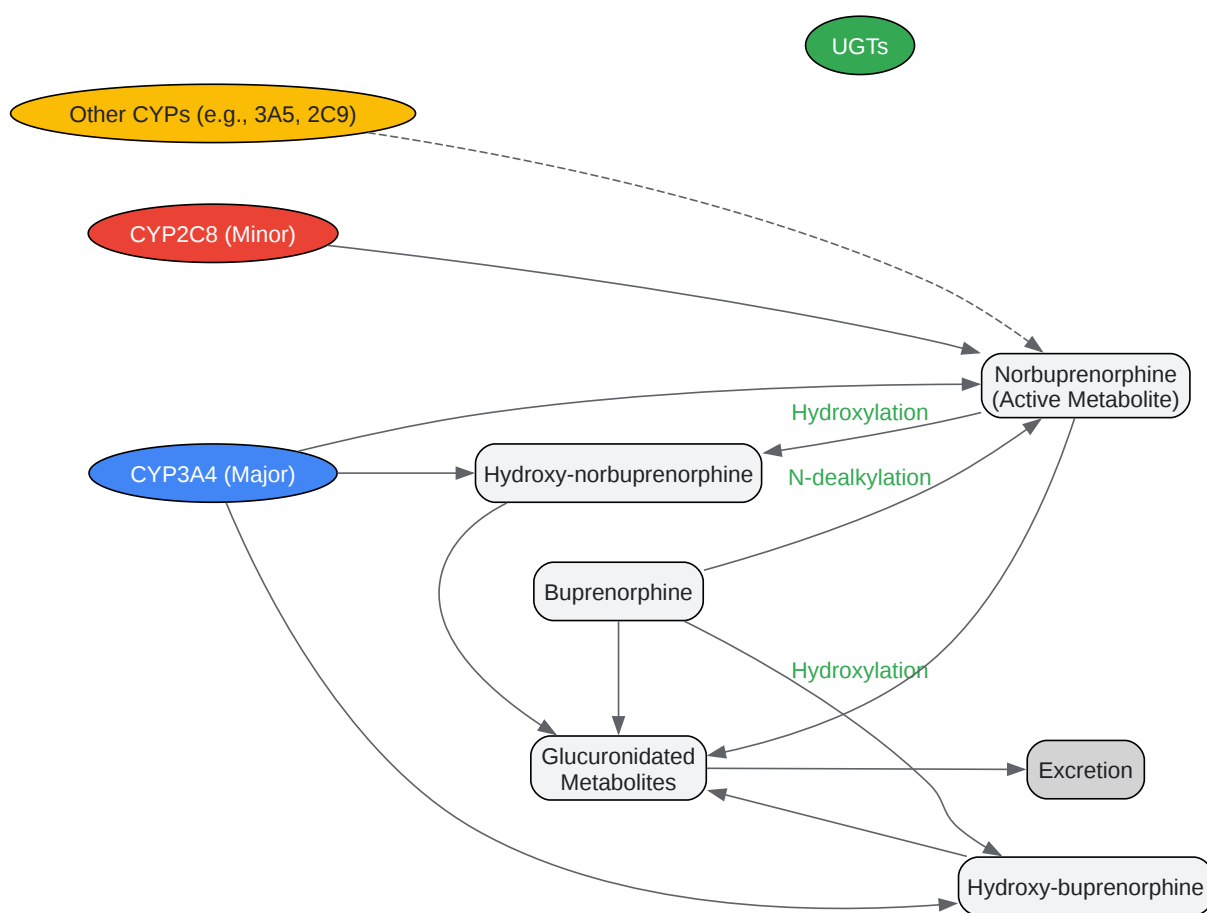 UGTs
Other CYPs (e.g., 3A5, 2C9)
CYP2C8 (Minor)
Norbuprenorphine
(Active Metabolite)
Hydroxylation
CYP3A4 (Major)
Hydroxy-norbuprenorphine
N-dealkylation
Buprenorphine
Hydroxylation
Glucuronidated
Metabolites
Excretion
Hydroxy-buprenorphine